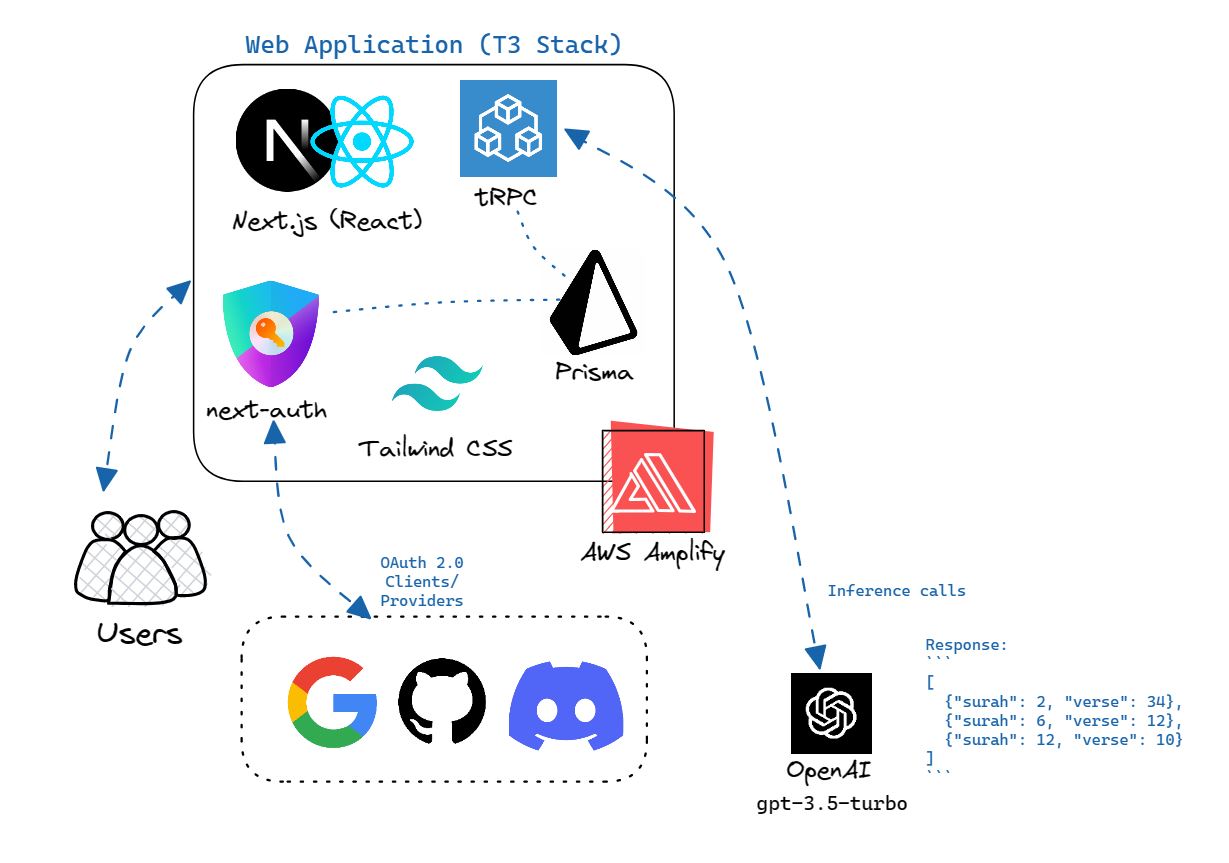 Web Application (T3 Stack)
Next.js (React)
tRPC
next-auth
Prisma
Tailwind CSS
AWS Amplify
Users
OAuth 2.0
Clients/
Providers
Inference calls
Response:
```
[
  {"surah": 2, "verse": 34},
  {"surah": 6, "verse": 12},
  {"surah": 12, "verse": 10}
]
```
OpenAI
gpt-3.5-turbo